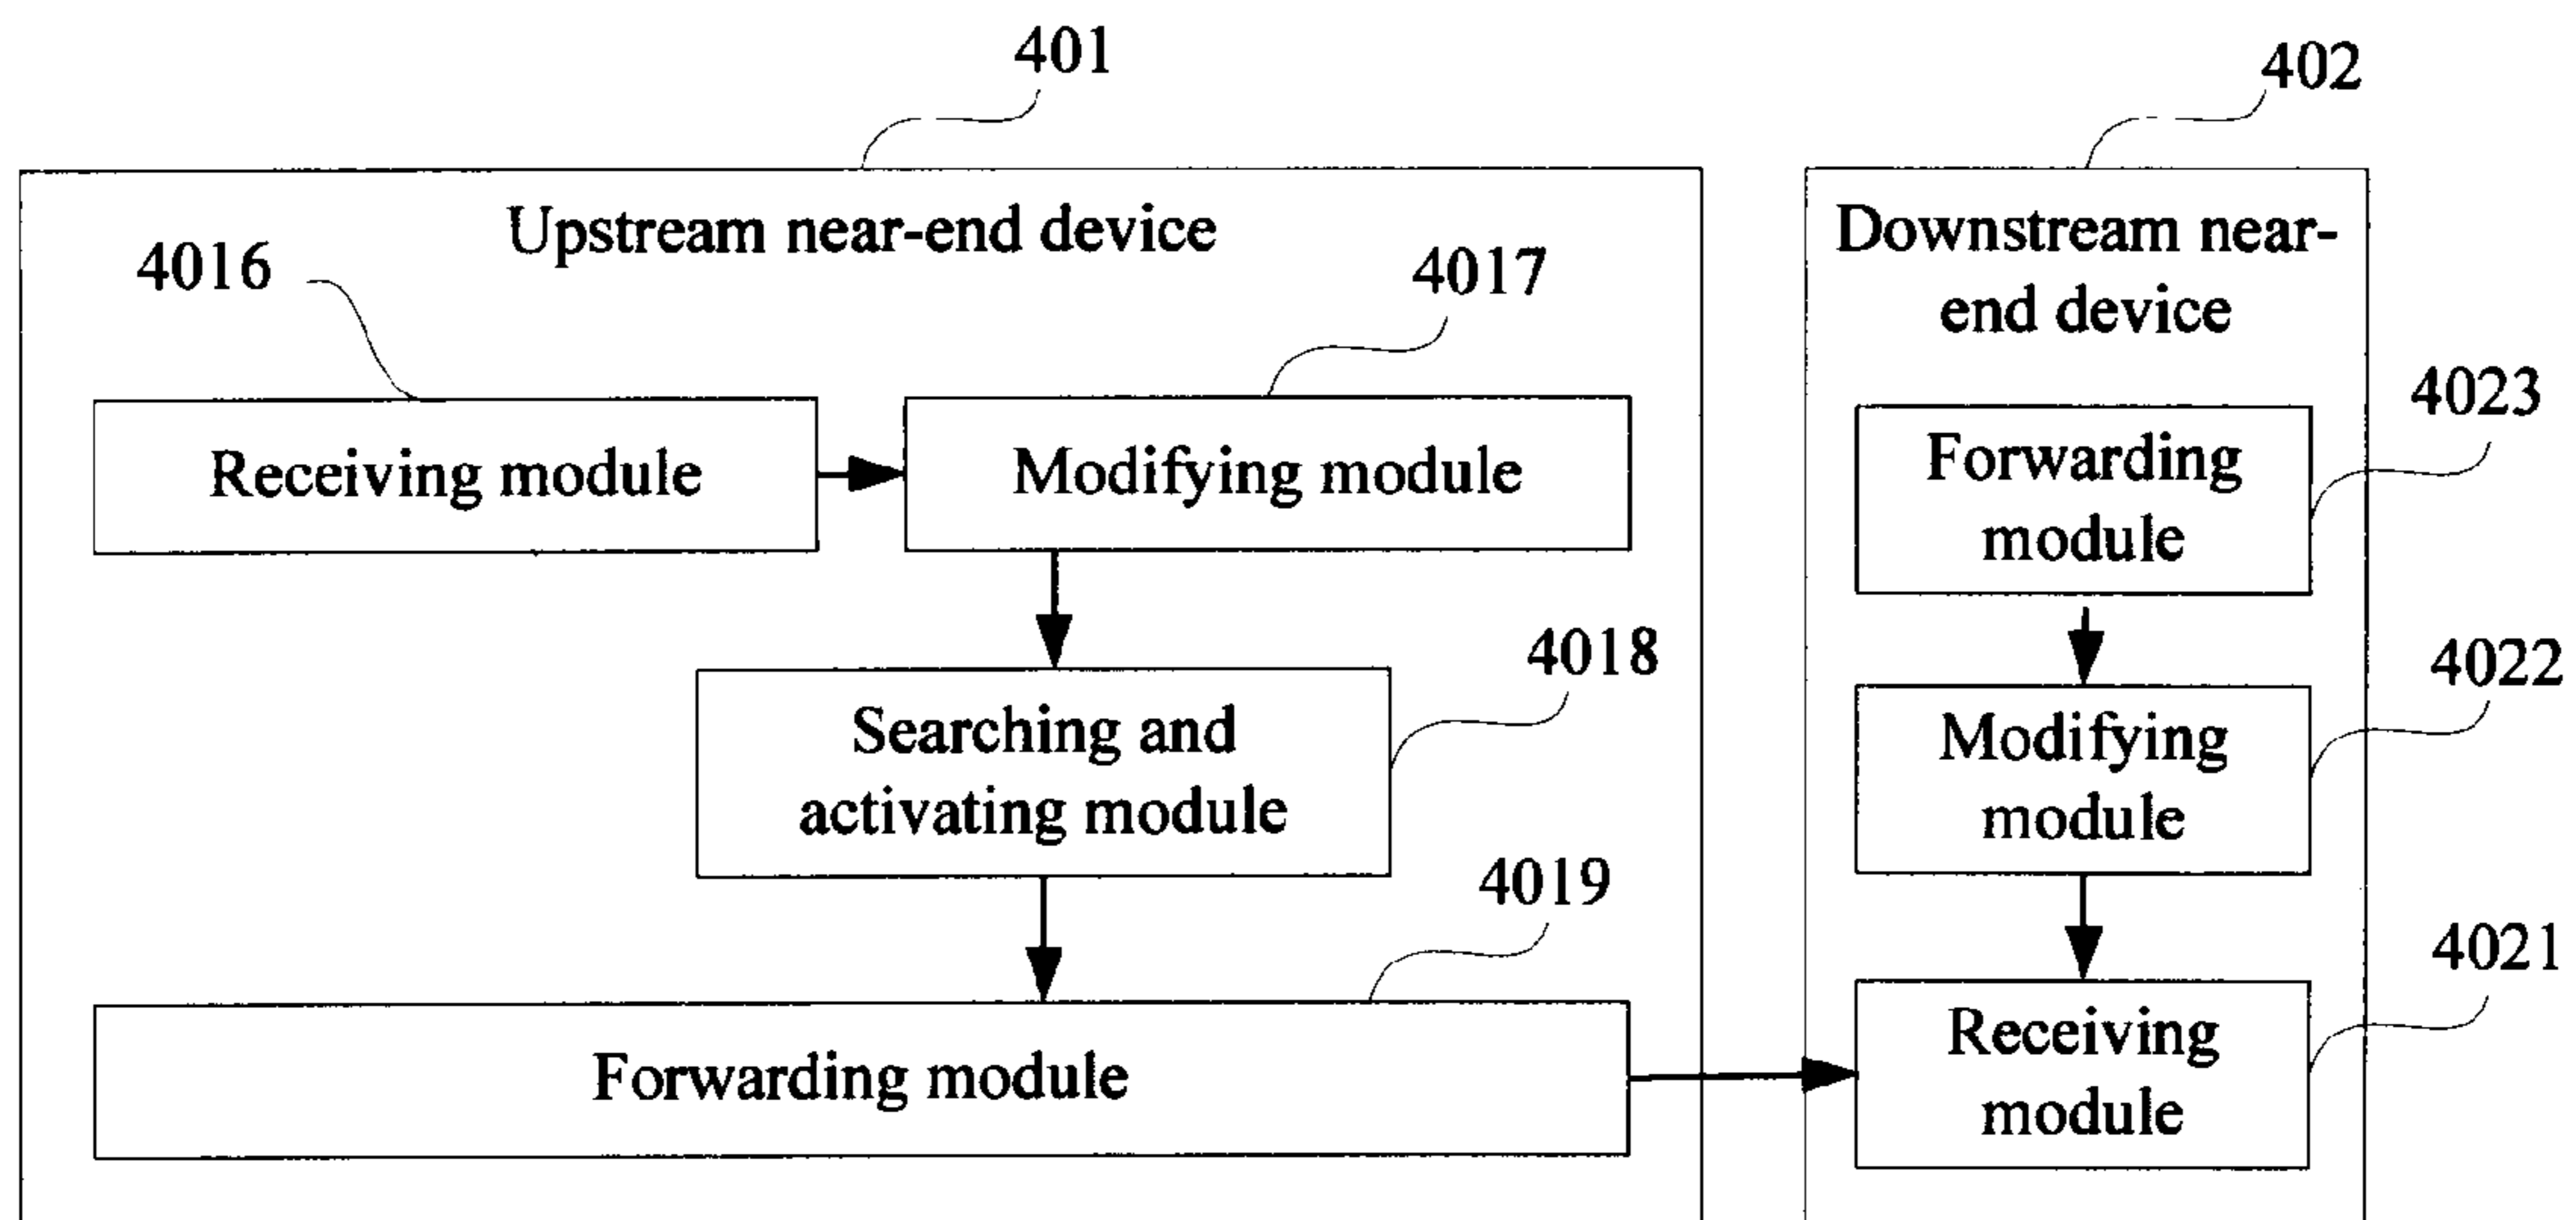 401
402
Upstream near-end device
Downstream near-
end device
4016
4017
4023
Receiving module
Modifying module
Forwarding
module
4018
4022
Searching and
activating module
Modifying
module
4019
4021
Forwarding module
Receiving
module